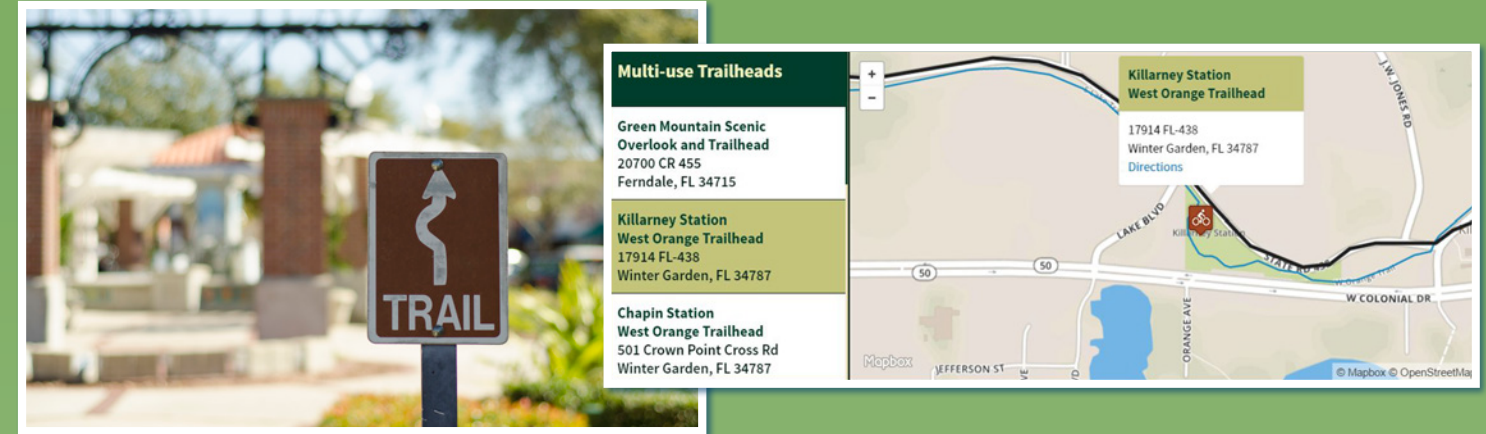 TRAIL
Multi-use Trailheads
Green Mountain Scenic
Overlook and Trailhead
20700 CR 455
Ferndale, FL 34715
Killarney Station
West Orange Trailhead
17914 FL-438
Winter Garden, FL 34787
Chapin Station
West Orange Trailhead
501 Crown Point Cross Rd
Winter Garden, FL 34787
+
−
Killarney Station
West Orange Trailhead
17914 FL-438
Winter Garden, FL 34787
Directions
J.W. JONES RD
LAKE BLVD
50
50
W COLONIAL DR
ORANGE AVE
JEFFERSON ST
Mapbox
© Mapbox © OpenStreetMap